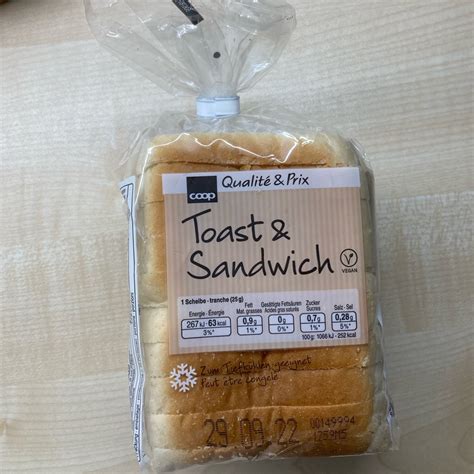 coop
Qualité & Prix
Toast &
Sandwich
VEGAN
1 Scheibe - tranche (25 g)
Energie - Énergie
267 kJ - 63 kcal
3%*
Fett
Mat. grasses
0,9g
1%*
Gesättigte Fettsäuren
Acides gras saturés
0g
0%*
Zucker
Sucres
0,7g
1%*
Salz - Sel
0,28g
5%*
100g: 1066 kJ - 252 kcal
Zum Tiefkühlen geeignet
Peut être congelé
29 09 22
00149994